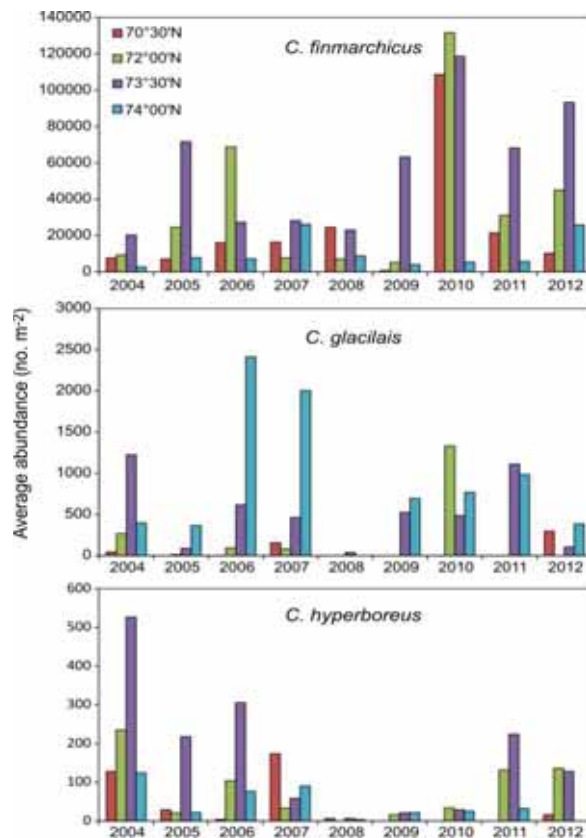 Average abundance (no. m-2)
140000
120000
100000
80000
60000
40000
20000
0
70°30'N
72°00'N
73°30'N
74°00'N
C. finmarchicus
2004 2005 2006 2007 2008 2009 2010 2011 2012
3000
2500
2000
1500
1000
500
0
C. glacilais
2004 2005 2006 2007 2008 2009 2010 2011 2012
600
500
400
300
200
100
0
C. hyperboreus
2004 2005 2006 2007 2008 2009 2010 2011 2012